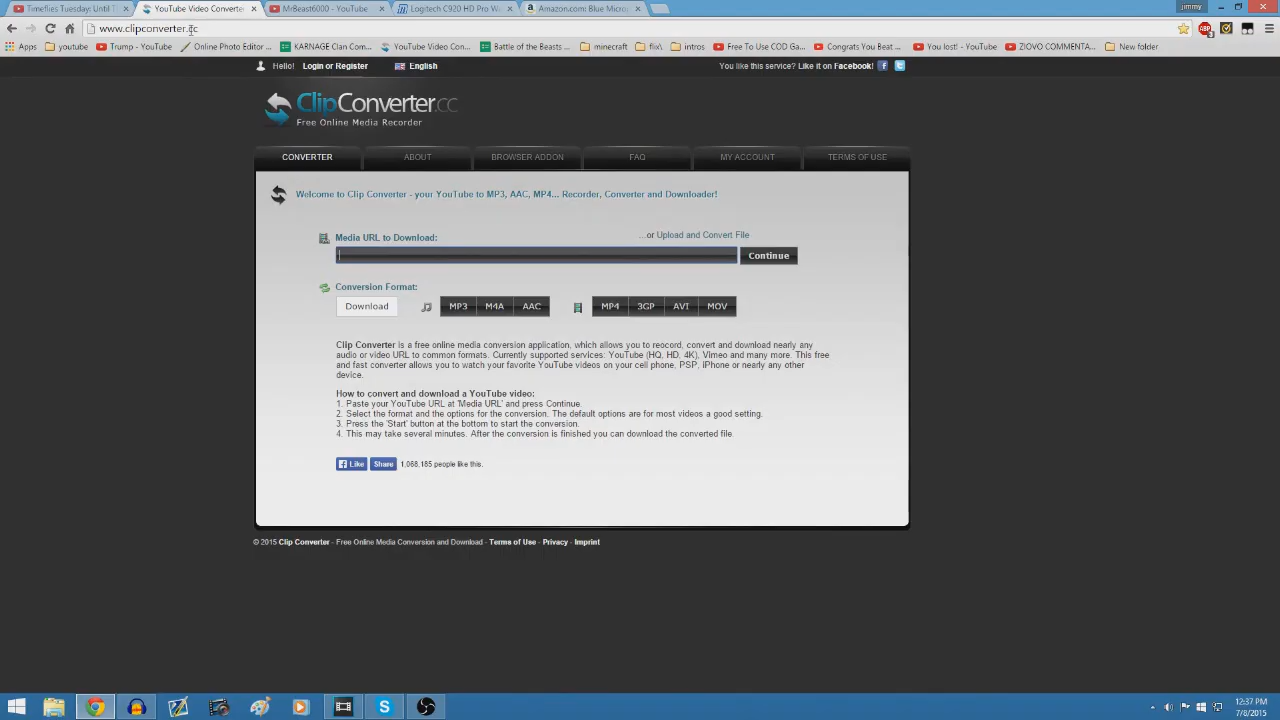 Timeflies Tuesday: Until T
YouTube Video Converte
MrBeast6000 - YouTube
Logitech C920 HD Pro W
Amazon.com: Blue Microp
jimmy
www.clipconverter.cc
Apps youtube Trump - YouTube Online Photo Editor ... KARNAGE Clan Com... YouTube Video Con... Battle of the Beasts ... minecraft flix\ intros Free To Use COD Ga... Congrats You Beat ... You lost! - YouTube ZIOVO COMMENTA... New folder
Hello! Login or Register English You like this service? Like it on Facebook!
ClipConverter.cc
Free Online Media Recorder
CONVERTER ABOUT BROWSER ADDON FAQ MY ACCOUNT TERMS OF USE
Welcome to Clip Converter - your YouTube to MP3, AAC, MP4... Recorder, Converter and Downloader!
Media URL to Download: ...or Upload and Convert File
Continue
Conversion Format:
Download MP3 M4A AAC MP4 3GP AVI MOV
Clip Converter is a free online media conversion application, which allows you to reocord, convert and download nearly any
audio or video URL to common formats. Currently supported services: YouTube (HQ, HD, 4K), Vimeo and many more. This free
and fast converter allows you to watch your favorite YouTube videos on your cell phone, PSP, iPhone or nearly any other
device.
How to convert and download a YouTube video:
1. Paste your YouTube URL at 'Media URL' and press Continue.
2. Select the format and the options for the conversion. The default options are for most videos a good setting.
3. Press the 'Start' button at the bottom to start the conversion.
4. This may take several minutes. After the conversion is finished you can download the converted file.
Like Share 1,068,185 people like this.
© 2015 Clip Converter - Free Online Media Conversion and Download - Terms of Use - Privacy - Imprint
12:37 PM
7/8/2015